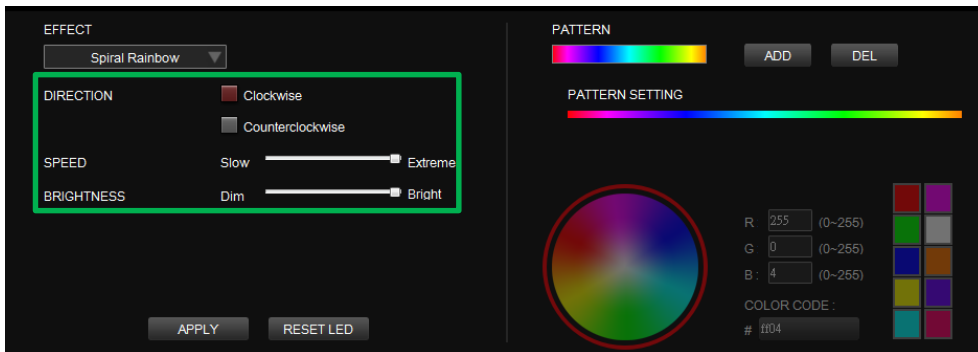 EFFECT
Spiral Rainbow
DIRECTION
Clockwise
Counterclockwise
SPEED
Slow
Extreme
BRIGHTNESS
Dim
Bright
APPLY
RESET LED
PATTERN
ADD
DEL
PATTERN SETTING
R 255 (0~255)
G 0 (0~255)
B: 4 (0~255)
COLOR CODE :
# ff04